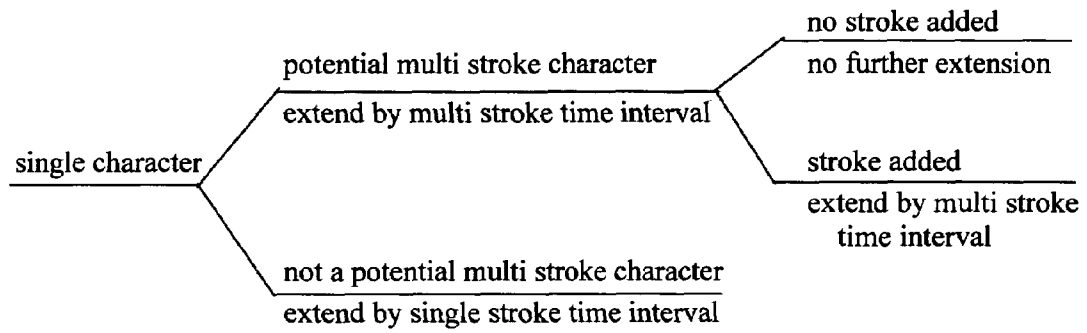 no stroke added
no further extension
potential multi stroke character
extend by multi stroke time interval
single character
stroke added
extend by multi stroke
time interval
not a potential multi stroke character
extend by single stroke time interval